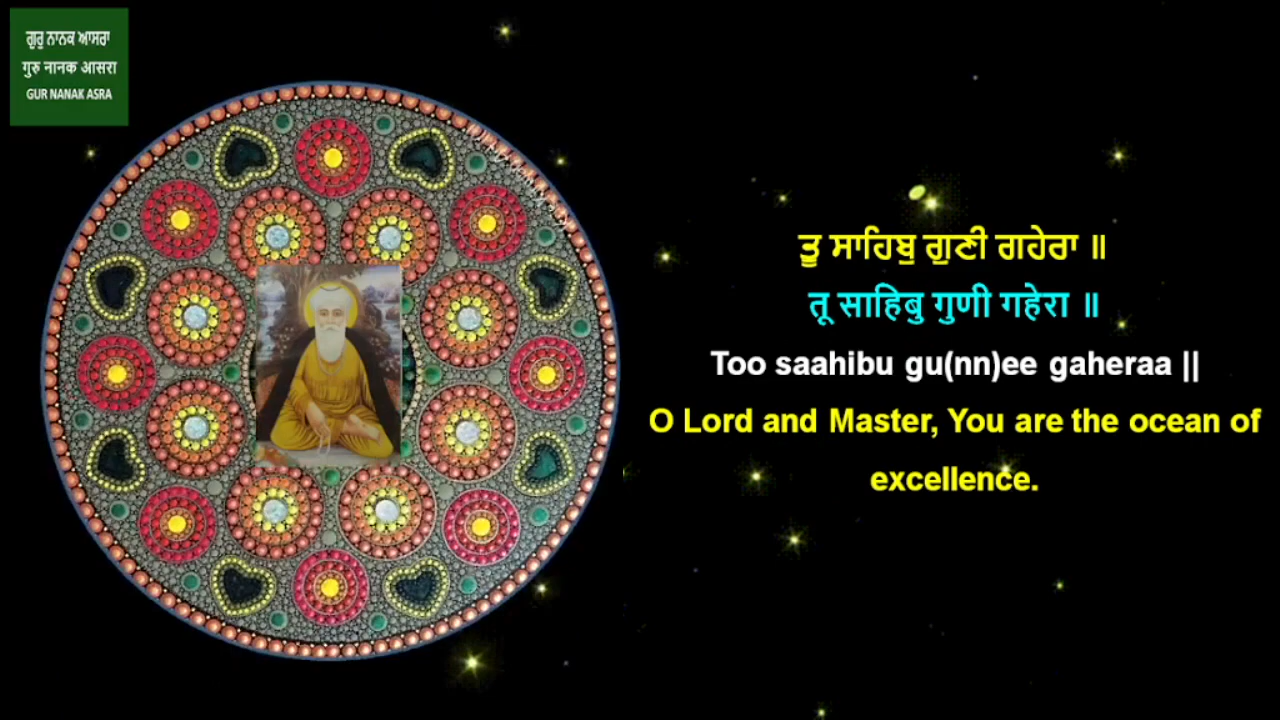 ਗੁਰੂ ਨਾਨਕ ਆਸਰਾ
गुरु नानक आसरा
GUR NANAK ASRA
ਤੂ ਸਾਹਿਬੁ ਗੁਣੀ ਗਹੇਰਾ ॥
तू साहिबु गुणी गहेरा ॥
Too saahibu gu(nn)ee gaheraa ||
O Lord and Master, You are the ocean of
excellence.